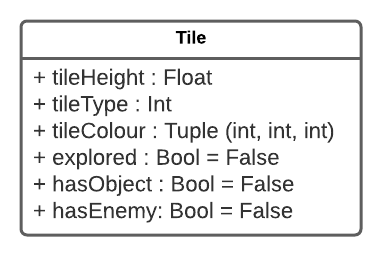 Tile
+ tileHeight : Float
+ tileType : Int
+ tileColour : Tuple (int, int, int)
+ explored : Bool = False
+ hasObject : Bool = False
+ hasEnemy: Bool = False